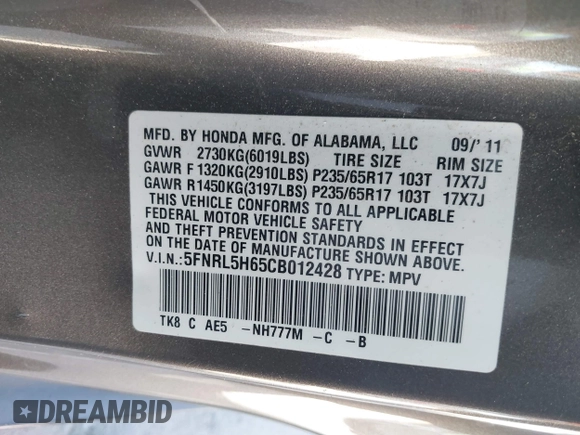 MFD. BY HONDA MFG. OF ALABAMA, LLC 09/'11
GVWR 2730KG(6019LBS) TIRE SIZE RIM SIZE
GAWR F 1320KG(2910LBS) P235/65R17 103T 17X7J
GAWR R1450KG(3197LBS) P235/65R17 103T 17X7J
THIS VEHICLE CONFORMS TO ALL APPLICABLE
FEDERAL MOTOR VEHICLE SAFETY
AND THEFT PREVENTION STANDARDS IN EFFECT
ON THE DATE OF MANUFACTURE SHOWN ABOVE.
V.I.N.:5FNRL5H65CB012428 TYPE: MPV
TK8 C AE5 -NH777M -C -B
DREAMBID